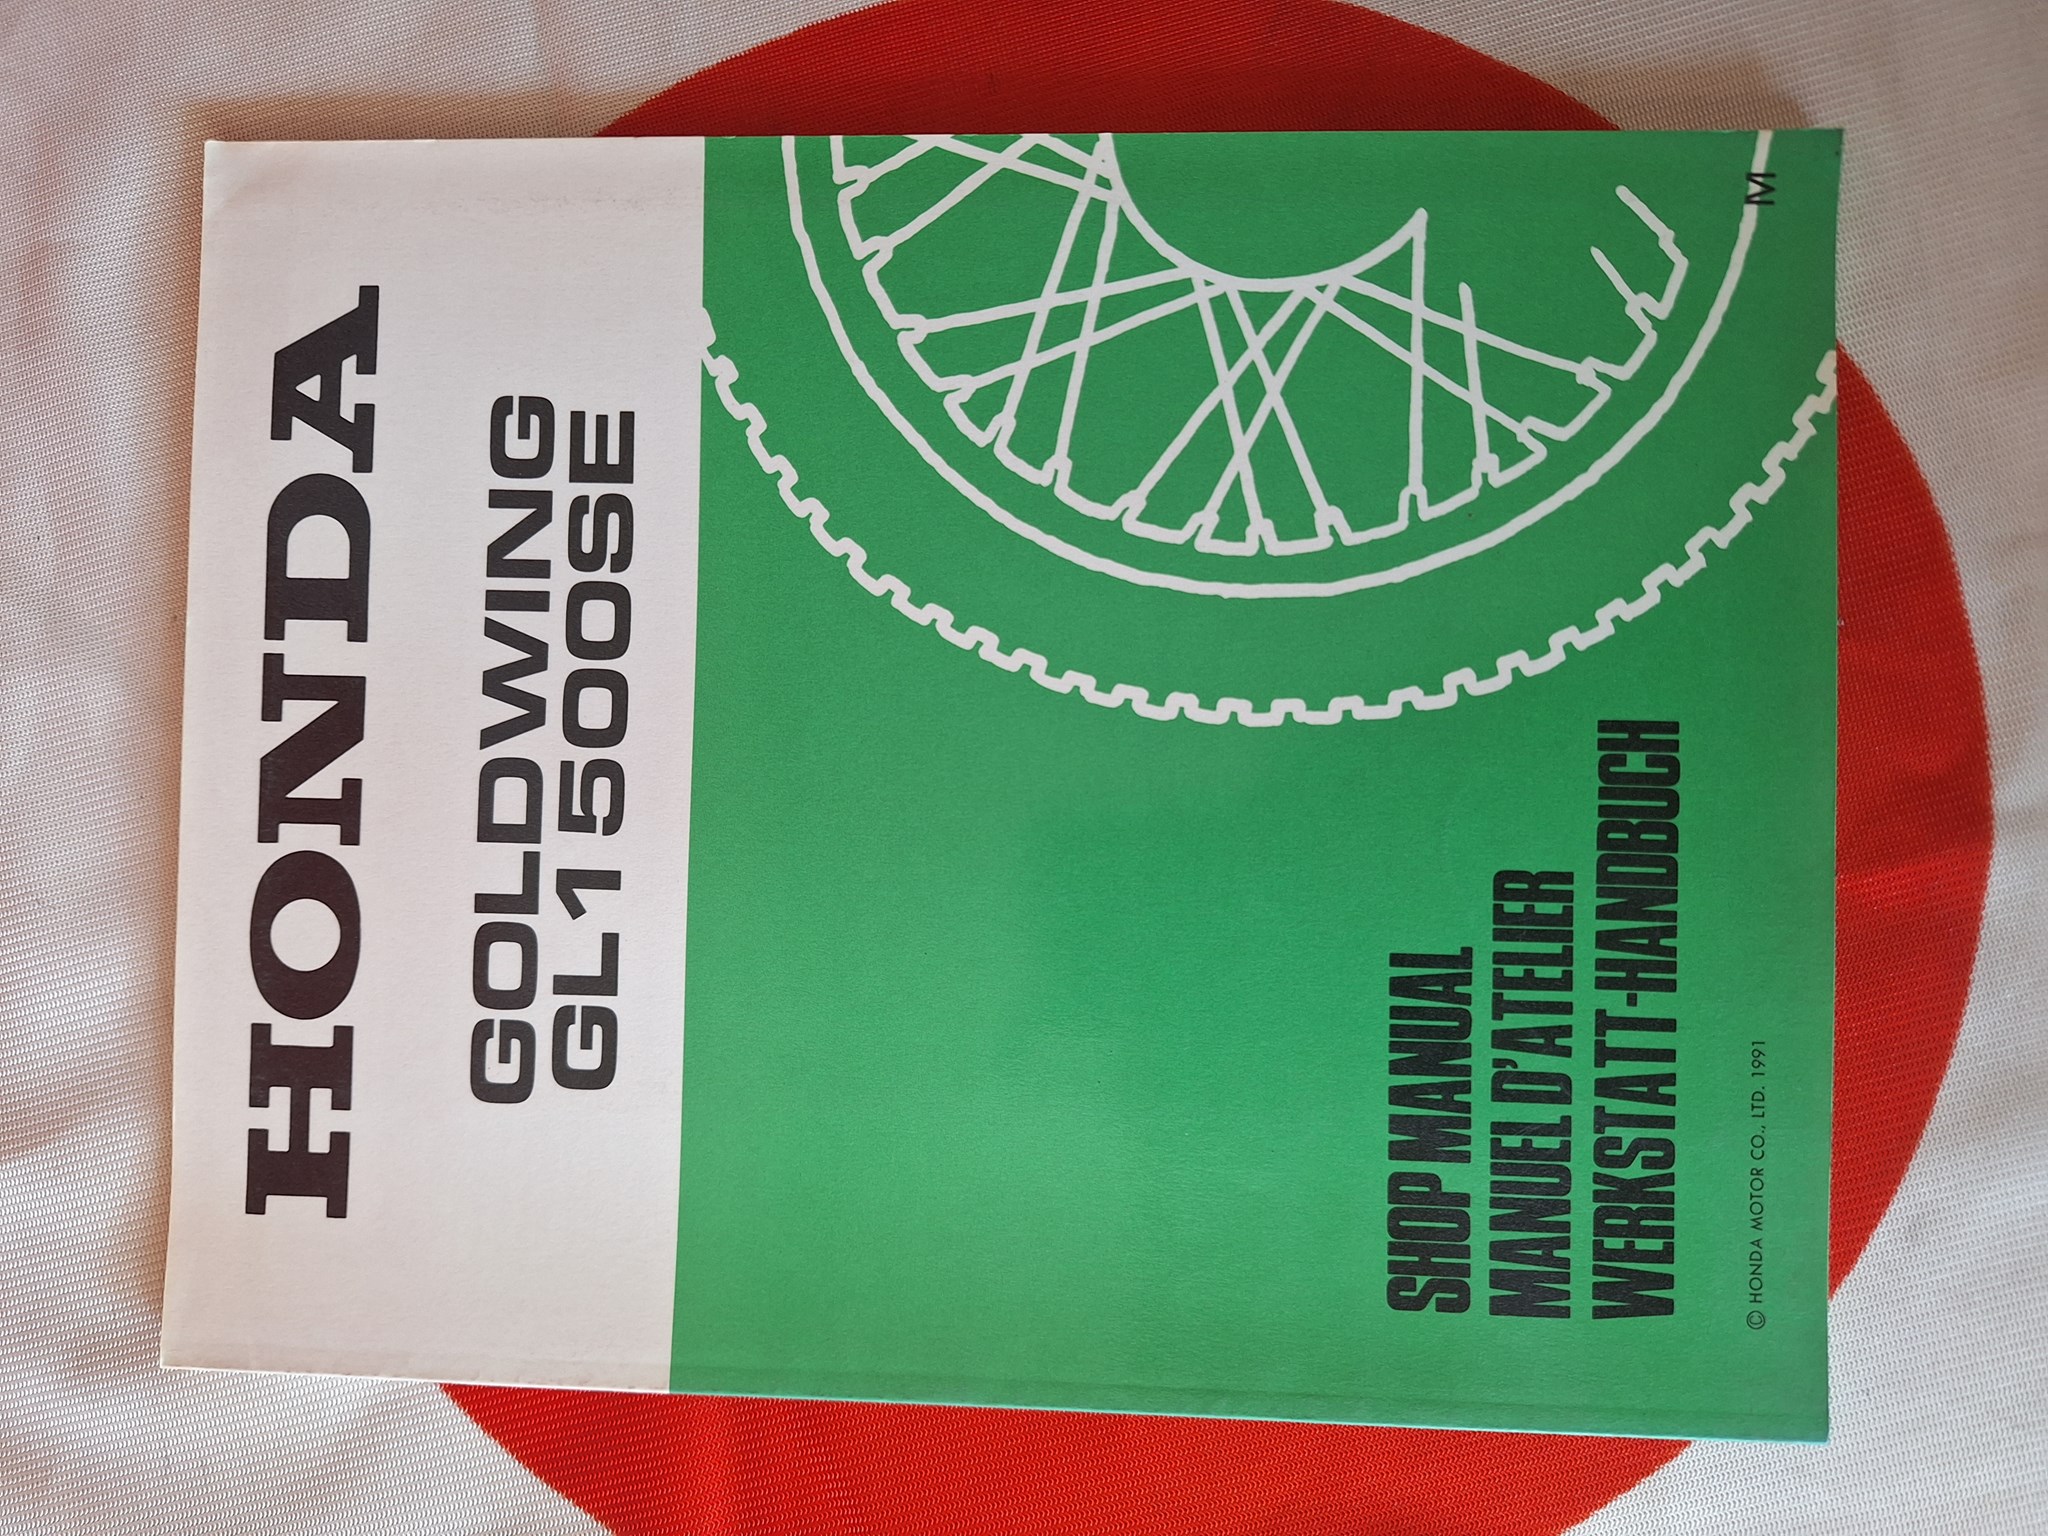 HONDA
GOLDWING
GL1500SE
SHOP MANUAL
MANUEL D'ATELIER
WERKSTATT-HANDBUCH
© HONDA MOTOR CO., LTD. 1991
M